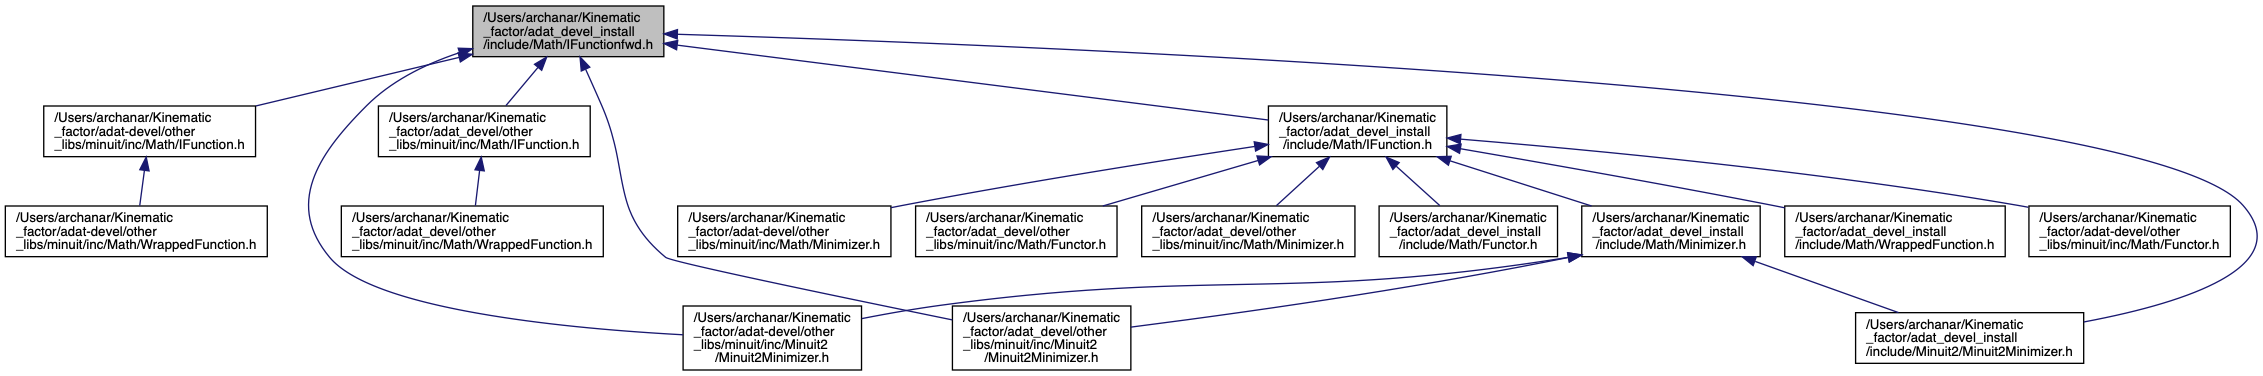 /Users/archanar/Kinematic
_factor/adat_devel_install
/include/Math/IFunctionfwd.h
/Users/archanar/Kinematic
_factor/adat-devel/other
_libs/minuit/inc/Math/IFunction.h
/Users/archanar/Kinematic
_factor/adat_devel/other
_libs/minuit/inc/Math/IFunction.h
/Users/archanar/Kinematic
_factor/adat_devel_install
/include/Math/IFunction.h
/Users/archanar/Kinematic
_factor/adat-devel/other
_libs/minuit/inc/Math/WrappedFunction.h
/Users/archanar/Kinematic
_factor/adat_devel/other
_libs/minuit/inc/Math/WrappedFunction.h
/Users/archanar/Kinematic
_factor/adat-devel/other
_libs/minuit/inc/Math/Minimizer.h
/Users/archanar/Kinematic
_factor/adat_devel/other
_libs/minuit/inc/Math/Functor.h
/Users/archanar/Kinematic
_factor/adat_devel/other
_libs/minuit/inc/Math/Minimizer.h
/Users/archanar/Kinematic
_factor/adat_devel_install
/include/Math/Functor.h
/Users/archanar/Kinematic
_factor/adat_devel_install
/include/Math/Minimizer.h
/Users/archanar/Kinematic
_factor/adat_devel_install
/include/Math/WrappedFunction.h
/Users/archanar/Kinematic
_factor/adat-devel/other
_libs/minuit/inc/Math/Functor.h
/Users/archanar/Kinematic
_factor/adat-devel/other
_libs/minuit/inc/Minuit2
/Minuit2Minimizer.h
/Users/archanar/Kinematic
_factor/adat_devel/other
_libs/minuit/inc/Minuit2
/Minuit2Minimizer.h
/Users/archanar/Kinematic
_factor/adat_devel_install
/include/Minuit2/Minuit2Minimizer.h